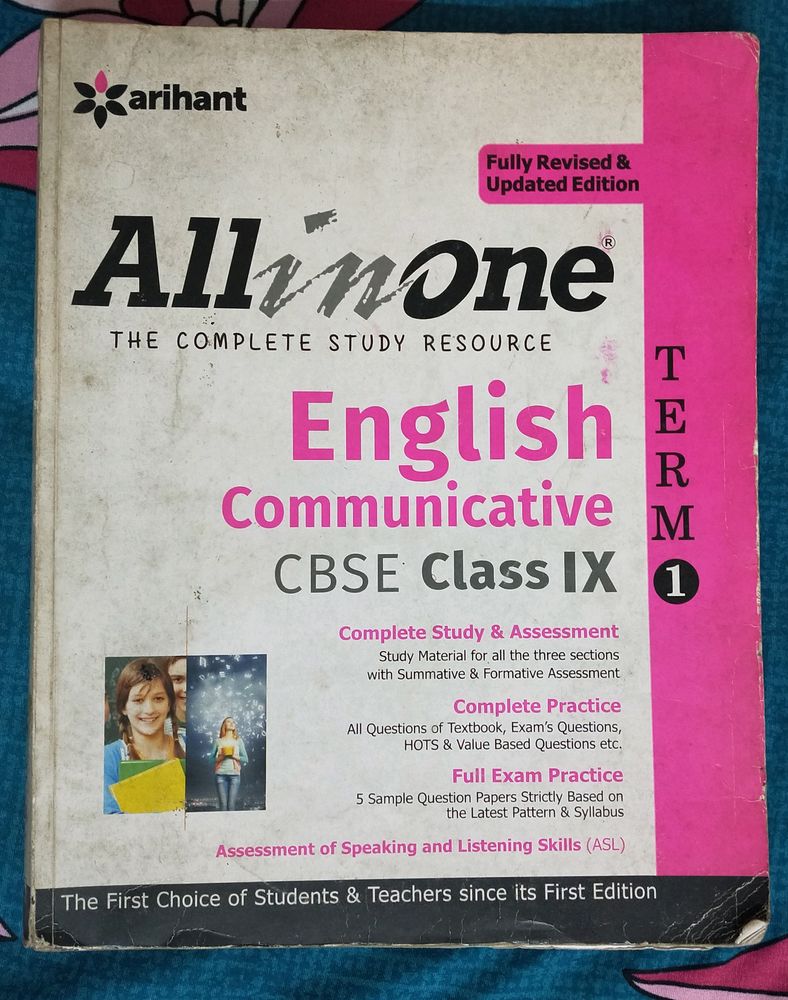 arihant
Fully Revised &
Updated Edition
All in one®
THE COMPLETE STUDY RESOURCE
English
Communicative
CBSE Class IX
TERM
1
Complete Study & Assessment
Study Material for all the three sections
with Summative & Formative Assessment
Complete Practice
All Questions of Textbook, Exam's Questions,
HOTS & Value Based Questions etc.
Full Exam Practice
5 Sample Question Papers Strictly Based on
the Latest Pattern & Syllabus
Assessment of Speaking and Listening Skills (ASL)
The First Choice of Students & Teachers since its First Edition